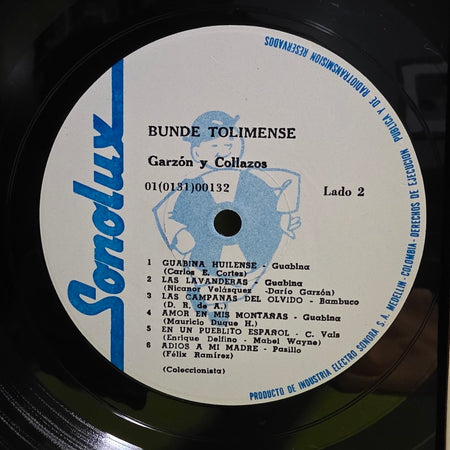 Sonolux
BUNDE TOLIMENSE
Garzón y Collazos
01(0131)00132 Lado 2
1 GUABINA HUILENSE - Guabina
(Carlos E. Cortez)
2 LAS LAVANDERAS - Guabina
(Nicanor Velásquez -Darío Garzón)
3 LAS CAMPANAS DEL OLVIDO - Bambuco
(D. R. de A.)
4 AMOR EN MIS MONTAÑAS - Guabina
(Mauricio Duque H.)
5 EN UN PUEBLITO ESPAÑOL - C. Vals
(Enrique Delfino - Mabel Wayne)
6 ADIOS A MI MADRE - Pasillo
(Félix Ramírez)
(Coleccionista)
PRODUCTO DE INDUSTRIA ELECTRO SONORA S.A. MEDELLIN - COLOMBIA - DERECHOS DE EJECUCION PUBLICA Y DE RADIOTRANSMISION RESERVADOS